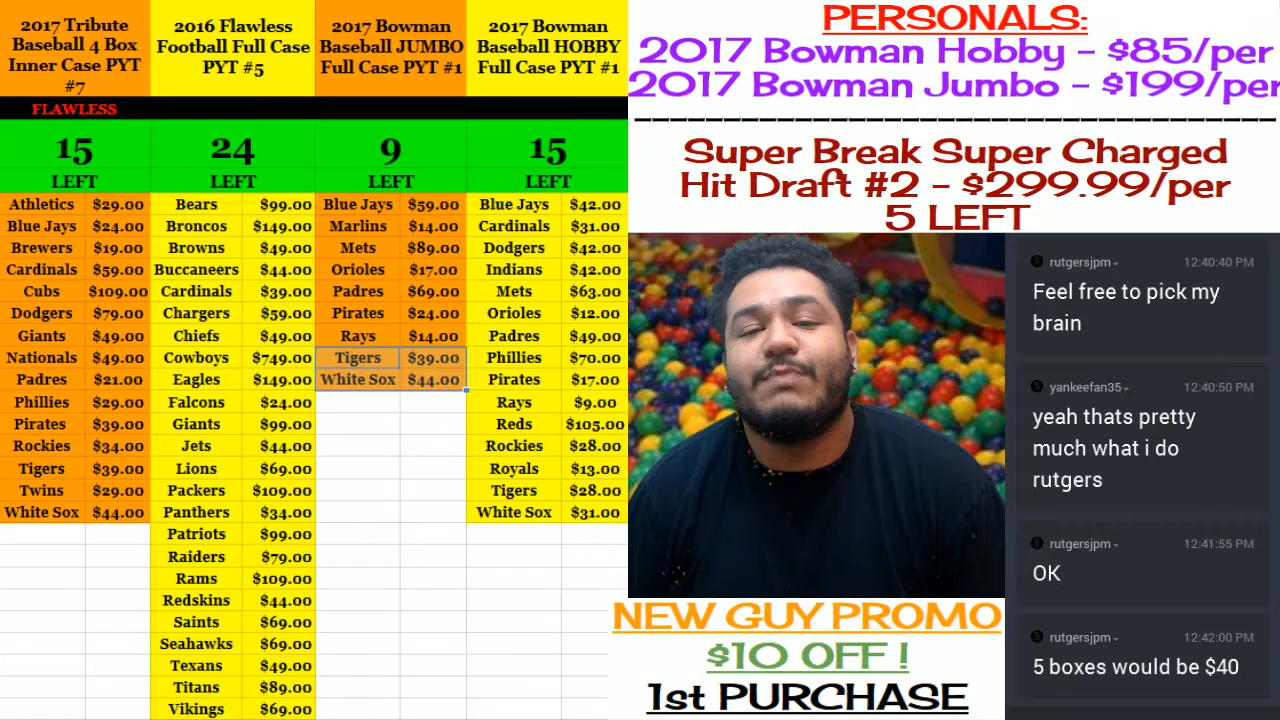 2017 Tribute
Baseball 4 Box
Inner Case PYT
#7
FLAWLESS
15
LEFT
Athletics $29.00
Blue Jays $24.00
Brewers $19.00
Cardinals $59.00
Cubs $109.00
Dodgers $79.00
Giants $49.00
Nationals $49.00
Padres $21.00
Phillies $29.00
Pirates $39.00
Rockies $34.00
Tigers $39.00
Twins $29.00
White Sox $44.00
2016 Flawless
Football Full Case
PYT #5
24
LEFT
Bears $99.00
Broncos $149.00
Browns $49.00
Buccaneers $44.00
Cardinals $39.00
Chargers $59.00
Chiefs $49.00
Cowboys $749.00
Eagles $149.00
Falcons $24.00
Giants $99.00
Jets $44.00
Lions $69.00
Packers $109.00
Panthers $34.00
Patriots $99.00
Raiders $79.00
Rams $109.00
Redskins $44.00
Saints $69.00
Seahawks $69.00
Texans $49.00
Titans $89.00
Vikings $69.00
2017 Bowman
Baseball JUMBO
Full Case PYT #1
9
LEFT
Blue Jays $59.00
Marlins $14.00
Mets $89.00
Orioles $17.00
Padres $69.00
Pirates $24.00
Rays $14.00
Tigers $39.00
White Sox $44.00
2017 Bowman
Baseball HOBBY
Full Case PYT #1
15
LEFT
Blue Jays $42.00
Cardinals $31.00
Dodgers $42.00
Indians $42.00
Mets $63.00
Orioles $12.00
Padres $49.00
Phillies $70.00
Pirates $17.00
Rays $9.00
Reds $105.00
Rockies $28.00
Royals $13.00
Tigers $28.00
White Sox $31.00
PERSONALS:
2017 Bowman Hobby - $85/per
2017 Bowman Jumbo - $199/per
Super Break Super Charged
Hit Draft #2 - $299.99/per
5 LEFT
rutgersjpm 12:40:40 PM
Feel free to pick my
brain
yankeefan35 12:40:50 PM
yeah thats pretty
much what i do
rutgers
rutgersjpm 12:41:55 PM
OK
rutgersjpm 12:42:00 PM
5 boxes would be $40
NEW GUY PROMO
$10 OFF !
1st PURCHASE